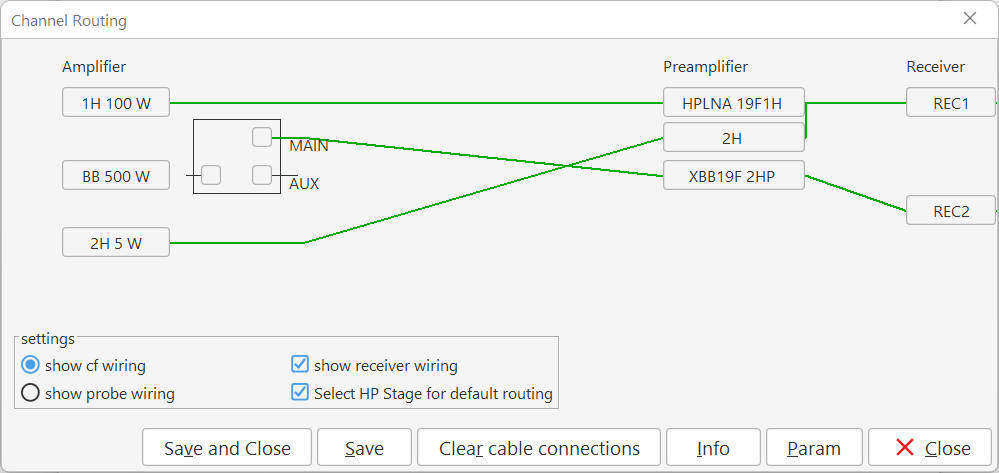 Channel Routing
Amplifier Preamplifier Receiver
1H 100 W HPLNA 19F1H REC1
MAIN 2H
BB 500 W AUX XBB19F 2HP
REC2
2H 5 W
settings
show cf wiring show receiver wiring
show probe wiring Select HP Stage for default routing
Save and Close Save Clear cable connections Info Param Close